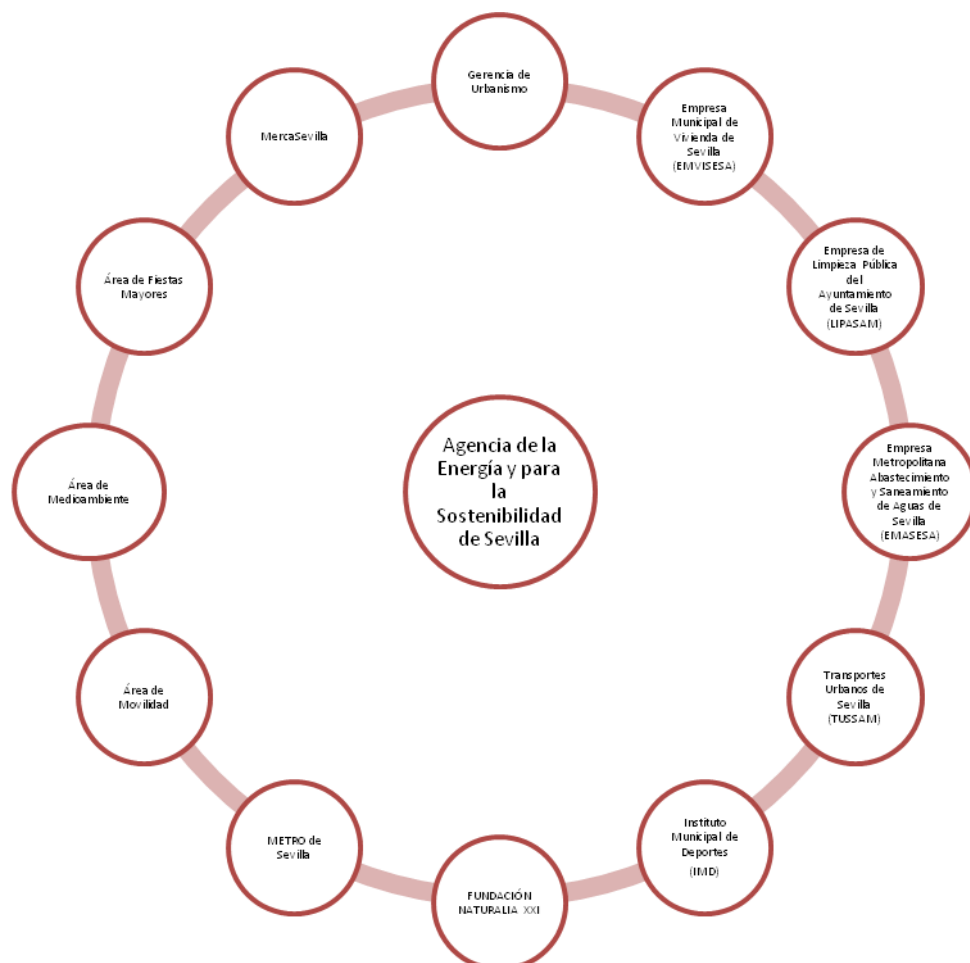 Gerencia de
Urbanismo
Empresa
Municipal de
Vivienda de
Sevilla
(EMVISESA)
Empresa de
Limpieza Pública
del
Ayuntamiento
de Sevilla
(LIPASAM)
Empresa
Metropolitana
Abastecimiento
y Saneamiento
de Aguas de
Sevilla
(EMASESA)
Transportes
Urbanos de
Sevilla
(TUSSAM)
Instituto
Municipal de
Deportes
(IMD)
FUNDACIÓN
NATURALIA XXI
METRO de
Sevilla
Área de
Movilidad
Área de
Medioambiente
Área de Fiestas
Mayores
MercaSevilla
Agencia de la
Energía y para
la
Sostenibilidad
de Sevilla